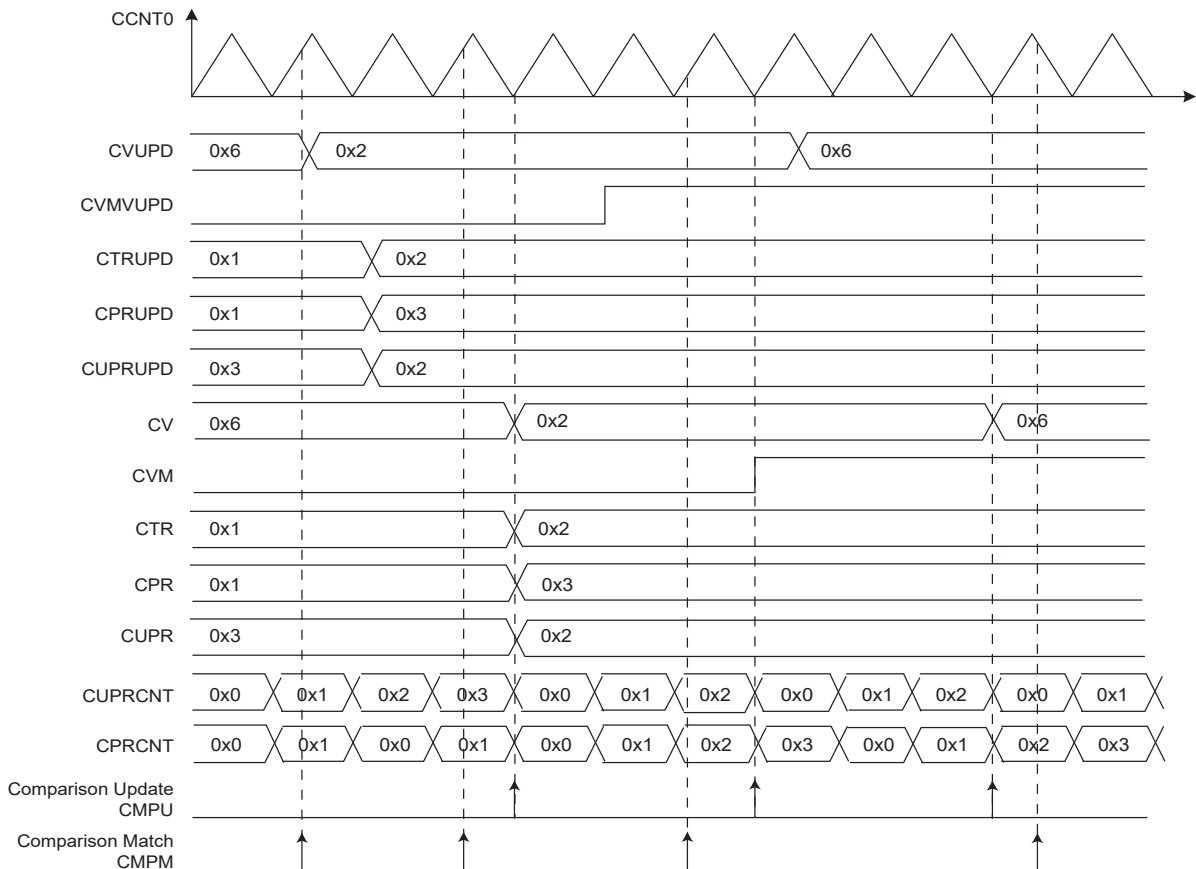 CCNT0
CVUPD 0x6 0x2 0x6
CVMVUPD
CTRUPD 0x1 0x2
CPRUPD 0x1 0x3
CUPRUPD 0x3 0x2
CV 0x6 0x2 0x6
CVM
CTR 0x1 0x2
CPR 0x1 0x3
CUPR 0x3 0x2
CUPRCNT 0x0 0x1 0x2 0x3 0x0 0x1 0x2 0x0 0x1 0x2 0x0 0x1
CPRCNT 0x0 0x1 0x0 0x1 0x0 0x1 0x2 0x3 0x0 0x1 0x2 0x3
Comparison Update
CMPU
Comparison Match
CMPM